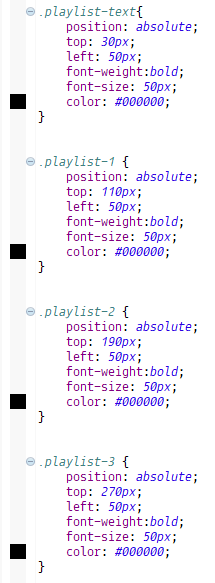 .playlist-text{
position: absolute;
top: 30px;
left: 50px;
font-weight:bold;
font-size: 50px;
color: #000000;
}
.playlist-1 {
position: absolute;
top: 110px;
left: 50px;
font-weight:bold;
font-size: 50px;
color: #000000;
}
.playlist-2 {
position: absolute;
top: 190px;
left: 50px;
font-weight:bold;
font-size: 50px;
color: #000000;
}
.playlist-3 {
position: absolute;
top: 270px;
left: 50px;
font-weight:bold;
font-size: 50px;
color: #000000;
}